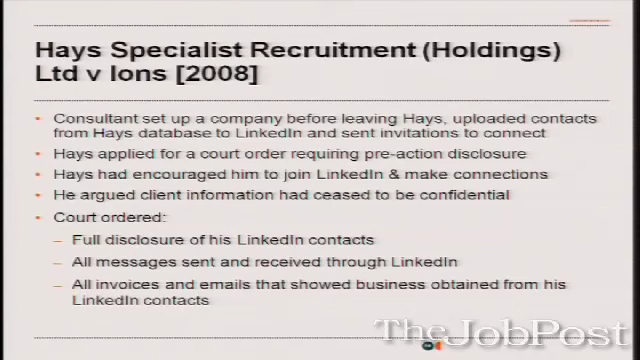 Hays Specialist Recruitment (Holdings)
Ltd v Ions [2008]
• Consultant set up a company before leaving Hays, uploaded contacts
from Hays database to LinkedIn and sent invitations to connect
• Hays applied for a court order requiring pre-action disclosure
• Hays had encouraged him to join LinkedIn & make connections
• He argued client information had ceased to be confidential
• Court ordered:
– Full disclosure of his LinkedIn contacts
– All messages sent and received through LinkedIn
– All invoices and emails that showed business obtained from his
LinkedIn contacts
TheJobPost